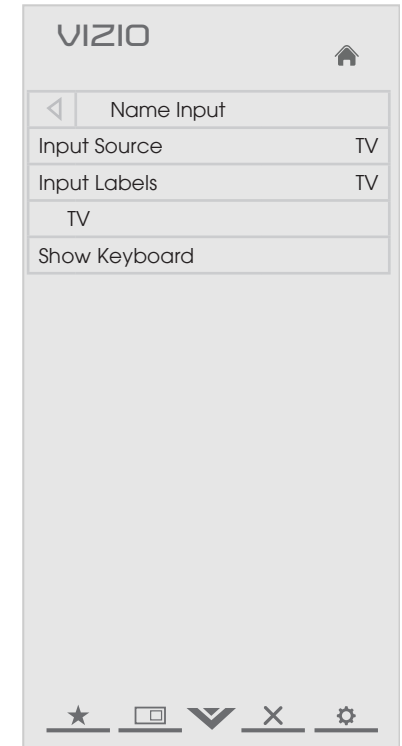 VIZIO
Name Input
Input Source TV
Input Labels TV
TV
Show Keyboard